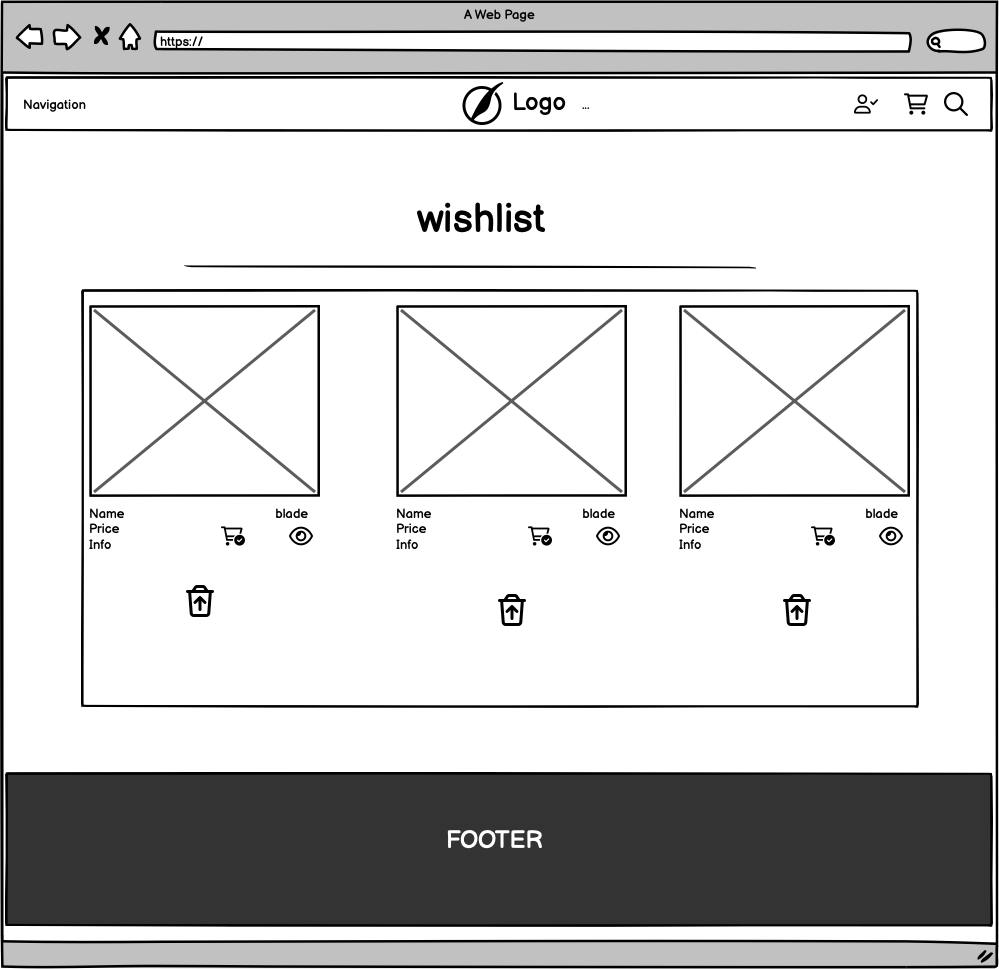 A Web Page
https://
Navigation
Logo
...
wishlist
Name
blade
Price
Info
Name
blade
Price
Info
Name
blade
Price
Info
FOOTER